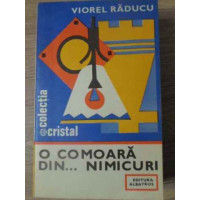 VIOREL RĂDUCU
colecția
cristal
O COMOARĂ
DIN... NIMICURI
EDITURA
ALBATROS